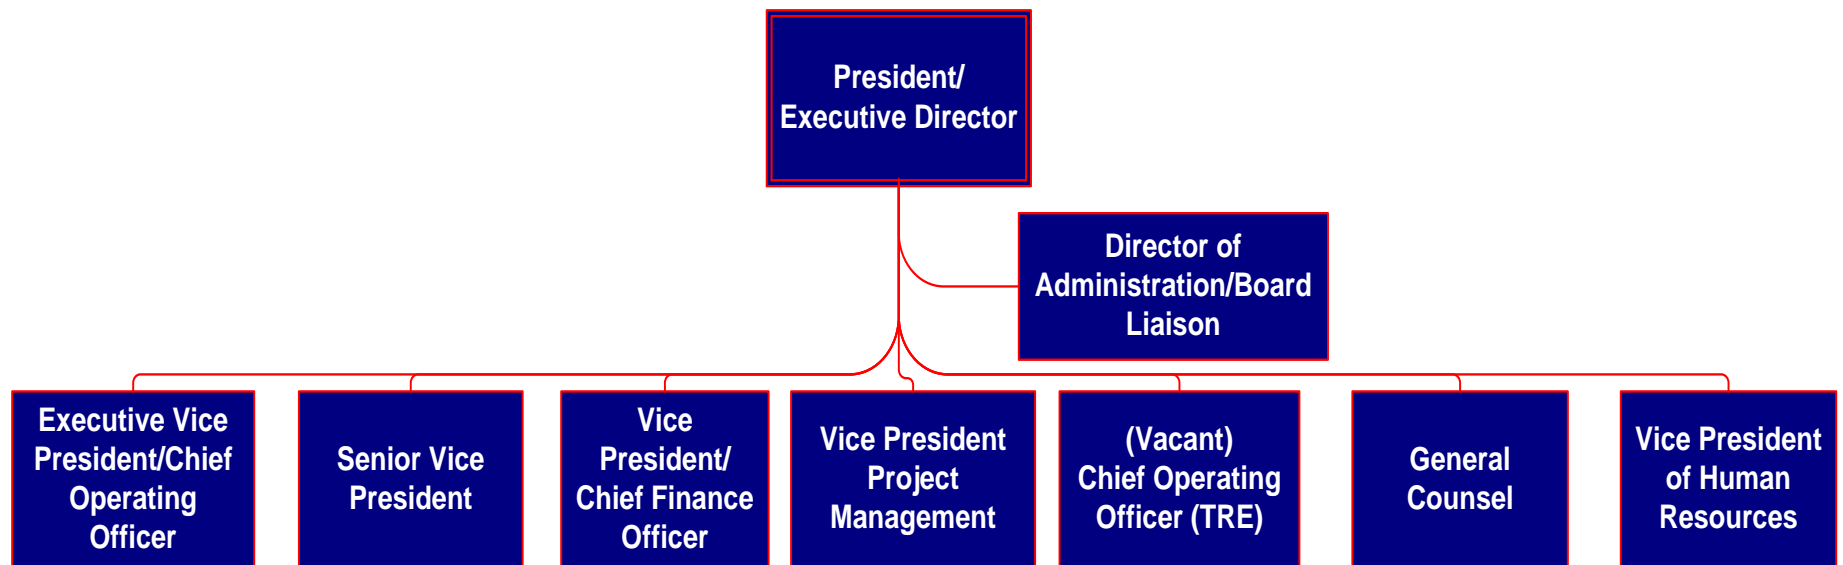 President/
Executive Director
Director of
Administration/Board
Liaison
Executive Vice
President/Chief
Operating
Officer
Senior Vice
President
Vice
President/
Chief Finance
Officer
Vice President
Project
Management
(Vacant)
Chief Operating
Officer (TRE)
General
Counsel
Vice President
of Human
Resources